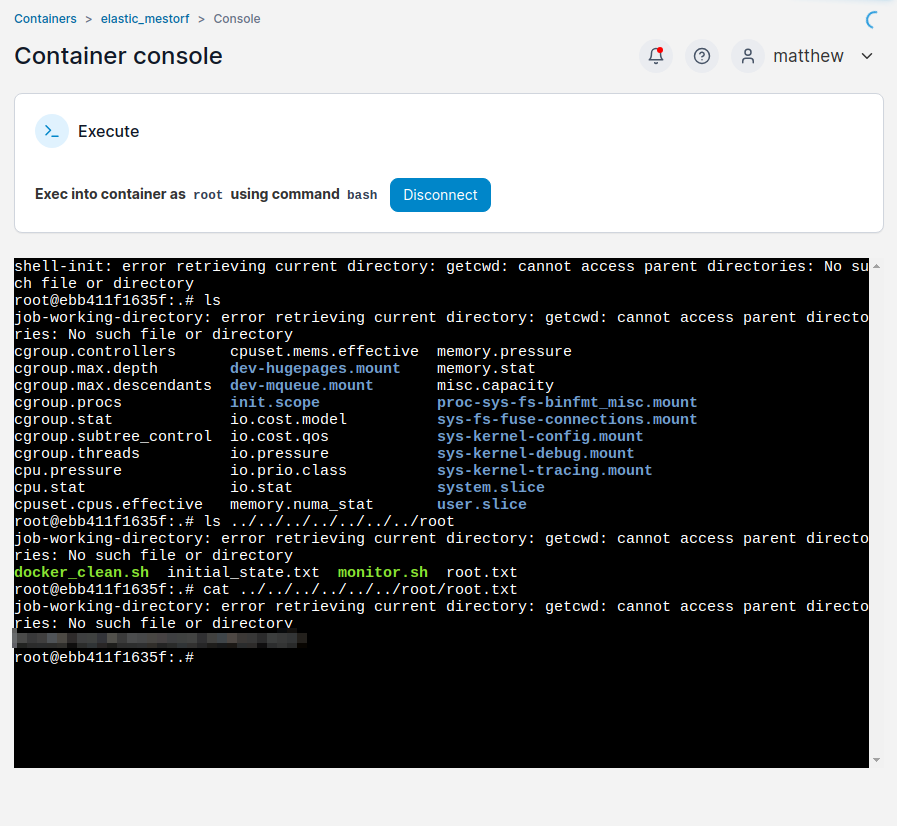 Containers > elastic_mestorf > Console
Container console
matthew
Execute
Exec into container as root using command bash Disconnect
shell-init: error retrieving current directory: getcwd: cannot access parent directories: No su
ch file or directory
root@ebb411f1635f:.# ls
job-working-directory: error retrieving current directory: getcwd: cannot access parent directo
ries: No such file or directory
cgroup.controllers cpuset.mems.effective memory.pressure
cgroup.max.depth dev-hugepages.mount memory.stat
cgroup.max.descendants dev-mqueue.mount misc.capacity
cgroup.procs init.scope proc-sys-fs-binfmt_misc.mount
cgroup.stat io.cost.model sys-fs-fuse-connections.mount
cgroup.subtree_control io.cost.qos sys-kernel-config.mount
cgroup.threads io.pressure sys-kernel-debug.mount
cpu.pressure io.prio.class sys-kernel-tracing.mount
cpu.stat io.stat system.slice
cpuset.cpus.effective memory.numa_stat user.slice
root@ebb411f1635f:.# ls ../../../../../../../root
job-working-directory: error retrieving current directory: getcwd: cannot access parent directo
ries: No such file or directory
docker_clean.sh initial_state.txt monitor.sh root.txt
root@ebb411f1635f:.# cat ../../../../../../root/root.txt
job-working-directory: error retrieving current directory: getcwd: cannot access parent directo
ries: No such file or directory
root@ebb411f1635f:.#